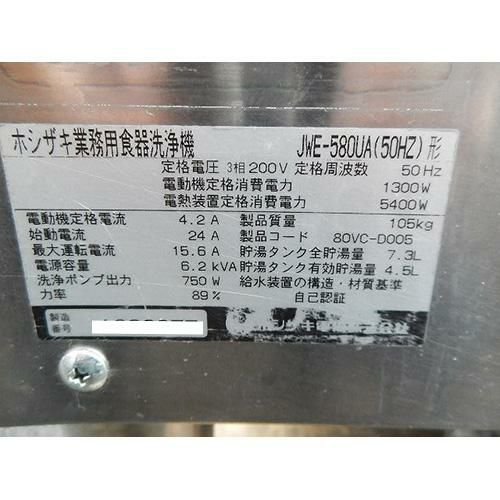 ホシザキ業務用食器洗浄機 JWE-580UA(50HZ)形
定格電圧 3相200V 定格周波数 50Hz
電動機定格消費電力 1300W
電熱装置定格消費電力 5400W
電動機定格電流 4.2A 製品質量 105kg
始動電流 24A 製品コード 80VC-D005
最大運転電流 15.6A 貯湯タンク全貯湯量 7.3L
電源容量 6.2kVA 貯湯タンク有効貯湯量 4.5L
洗浄ポンプ出力 750W 給水装置の構造・材質基準
力率 89% 自己認証
製造
番号